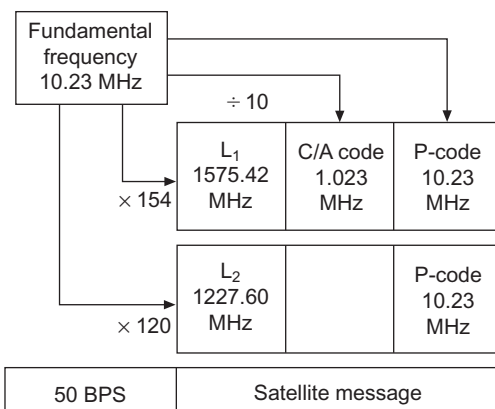 Fundamental
frequency
10.23 MHz
÷ 10
L₁
1575.42
MHz
C/A code
1.023
MHz
P-code
10.23
MHz
× 154
L₂
1227.60
MHz
P-code
10.23
MHz
× 120
50 BPS
Satellite message